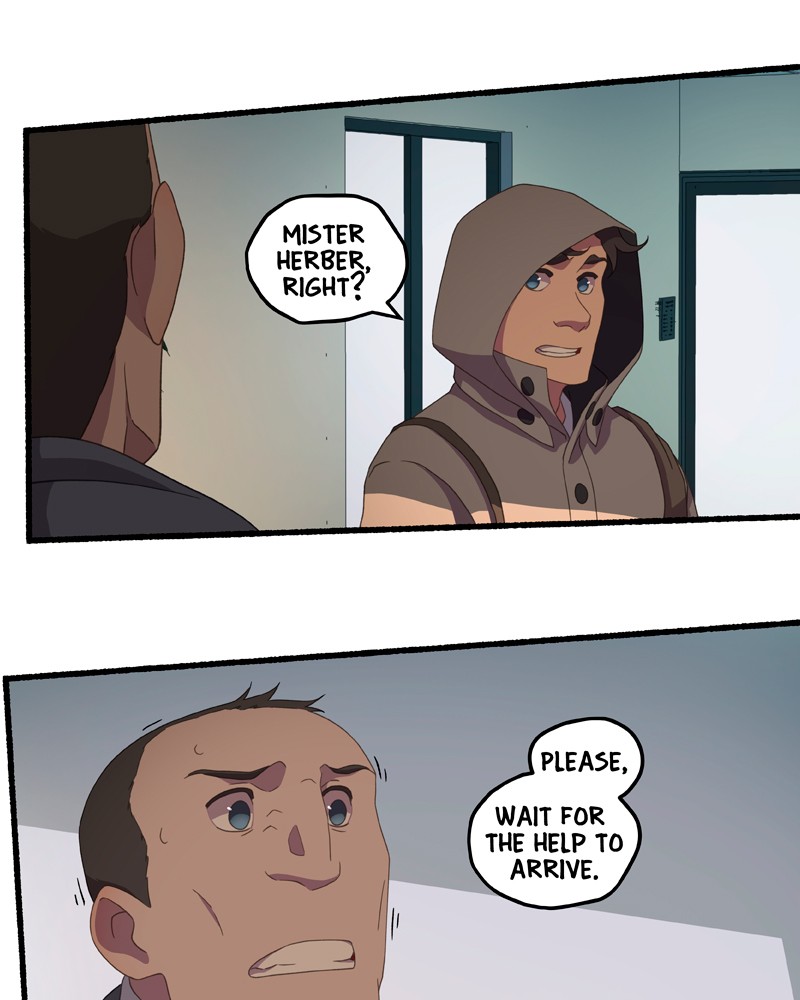 MISTER
HERBER,
RIGHT?
PLEASE,
WAIT FOR
THE HELP TO
ARRIVE.